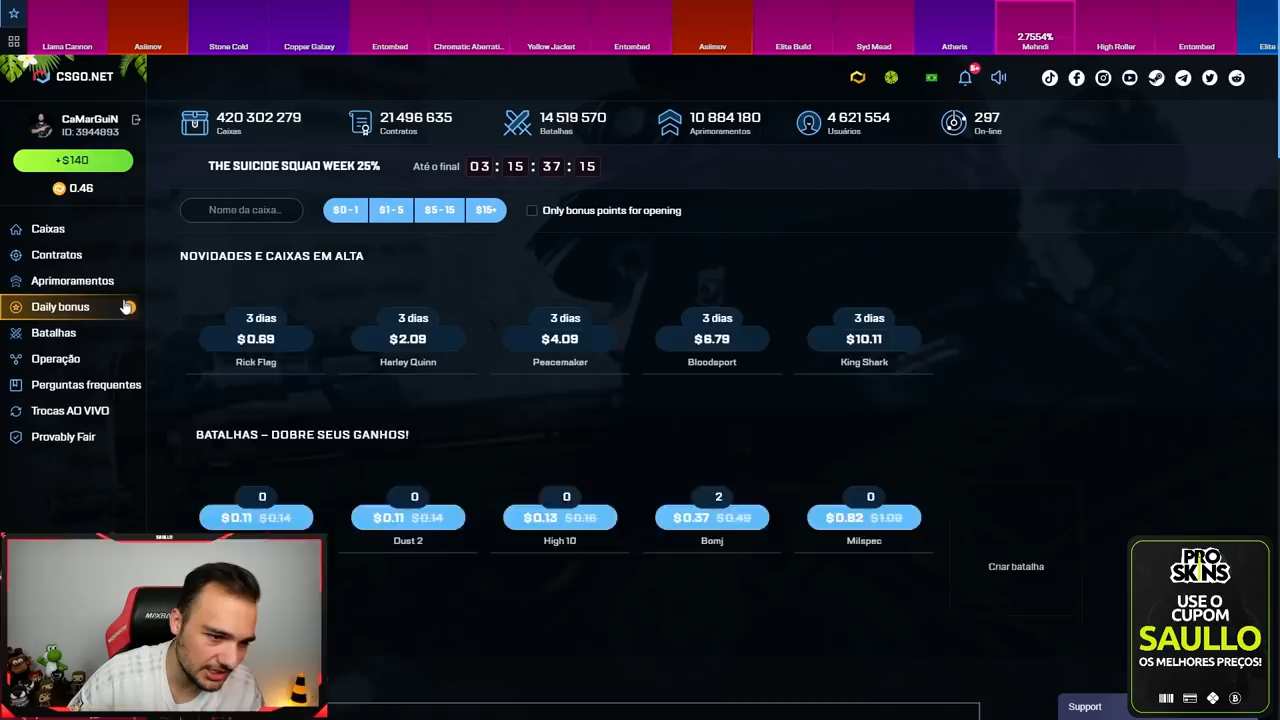 Llama Cannon
Asiimov
Stone Cold
Copper Galaxy
Entombed
Chromatic Aberrati...
Yellow Jacket
Entombed
Asiimov
Elite Build
Syd Mead
Atheris
2.7554%
Mehndi
High Roller
Entombed
Elite
CSGO.NET
5+
CaMarGuiN
ID: 3944893
+$140
0.46
420 302 279
Caixas
21 496 635
Contratos
14 519 570
Batalhas
10 884 180
Aprimoramentos
4 621 554
Usuários
297
On-line
THE SUICIDE SQUAD WEEK 25%
Até o final
03 : 15 : 37 : 15
Nome da caixa..
$0 - 1
$1 - 5
$5 - 15
$15+
Only bonus points for opening
Caixas
Contratos
Aprimoramentos
Daily bonus
Batalhas
Operação
Perguntas frequentes
Trocas AO VIVO
Provably Fair
NOVIDADES E CAIXAS EM ALTA
3 dias
$0.69
Rick Flag
3 dias
$2.09
Harley Quinn
3 dias
$4.09
Peacemaker
3 dias
$6.79
Bloodsport
3 dias
$10.11
King Shark
BATALHAS – DOBRE SEUS GANHOS!
0
$0.11 $0.14
0
$0.11 $0.14
Dust 2
0
$0.13 $0.16
High 10
2
$0.37 $0.49
Bomj
0
$0.82 $1.09
Milspec
Criar batalha
SAULLO
MAXRA
PRO
SKINS
USE O
CUPOM
SAULLO
OS MELHORES PREÇOS!
Support